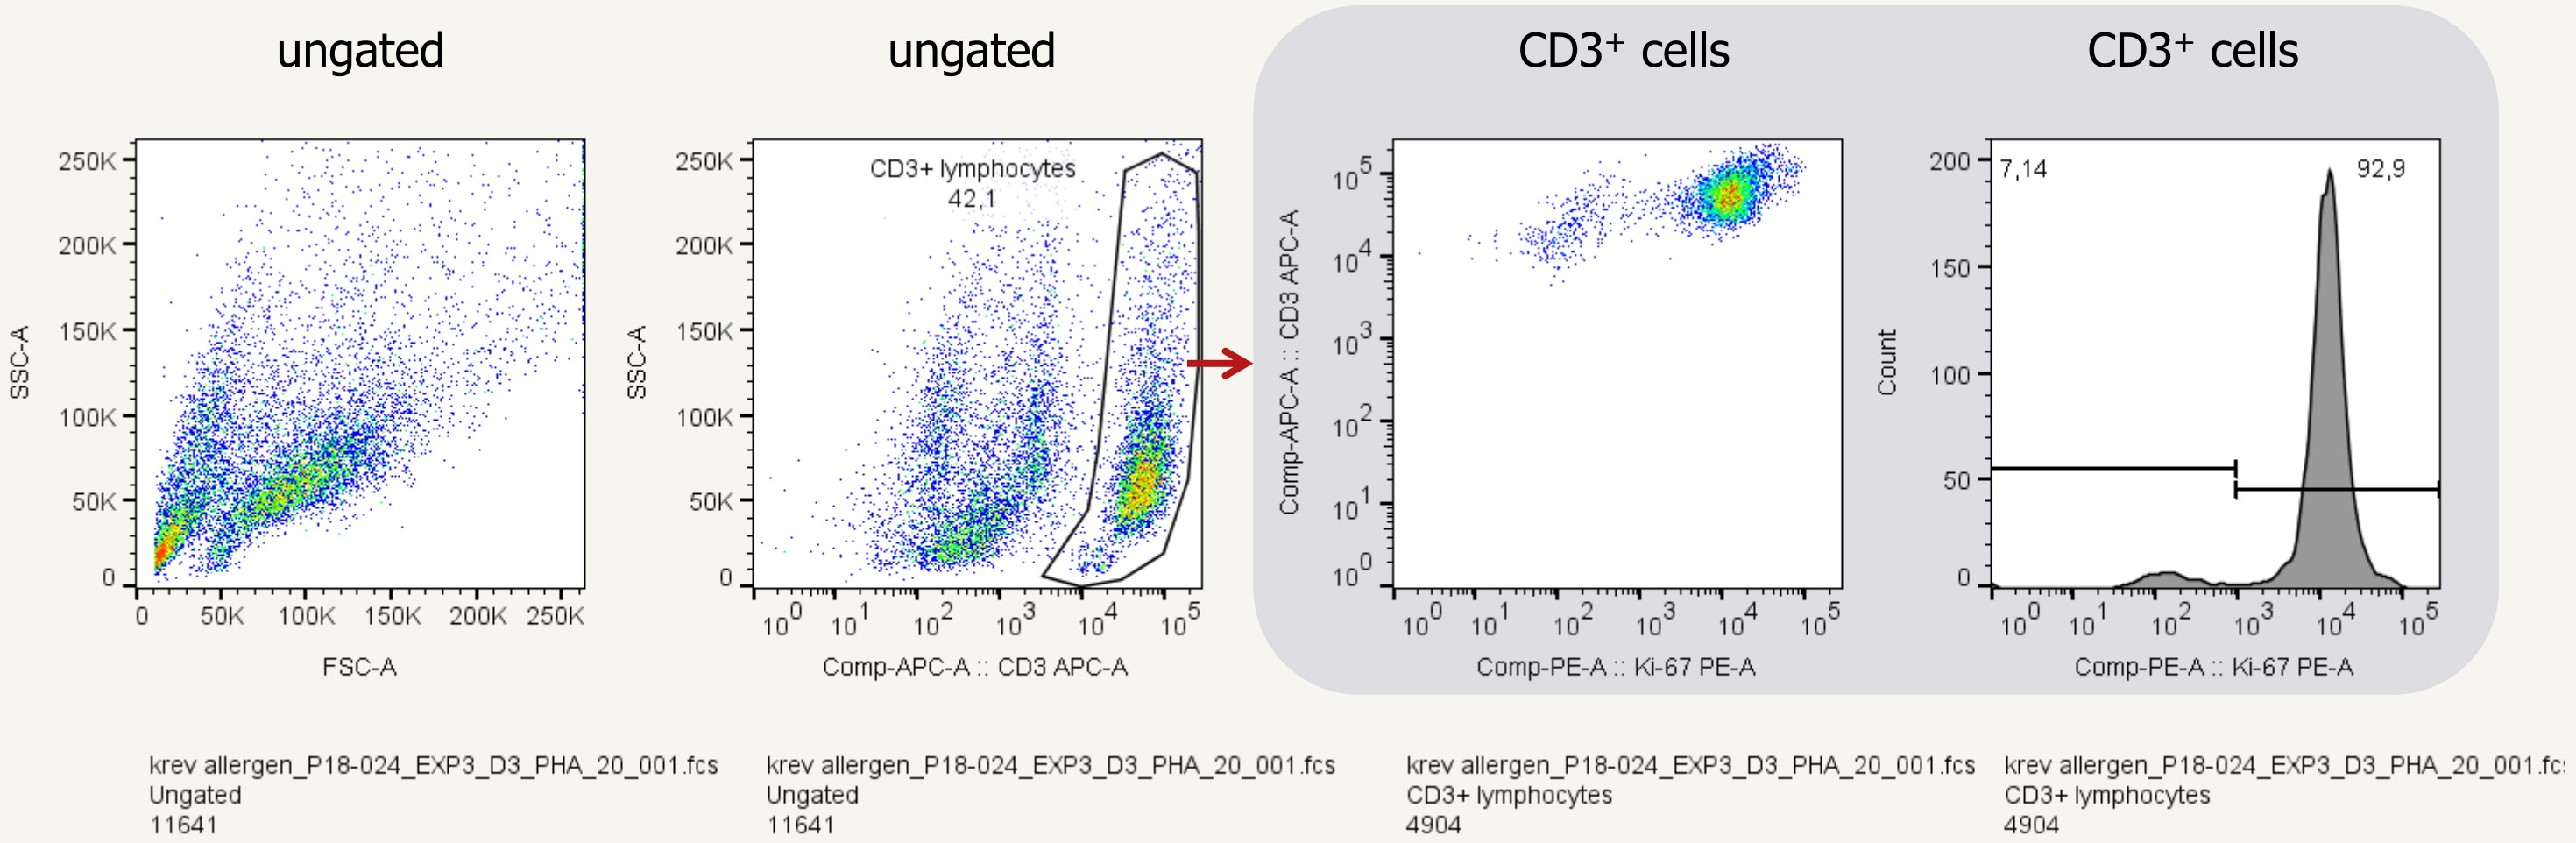 ungated
ungated
CD3⁺ cells
CD3⁺ cells
250K
200K
150K
100K
50K
0
SSC-A
0 50K 100K 150K 200K 250K
FSC-A
CD3+ lymphocytes
42,1
250K
200K
150K
100K
50K
0
SSC-A
10⁰ 10¹ 10² 10³ 10⁴ 10⁵
Comp-APC-A :: CD3 APC-A
10⁵
10⁴
10³
10²
10¹
10⁰
Comp-APC-A :: CD3 APC-A
10⁰ 10¹ 10² 10³ 10⁴ 10⁵
Comp-PE-A :: Ki-67 PE-A
7,14
92,9
200
150
100
50
0
Count
10⁰ 10¹ 10² 10³ 10⁴ 10⁵
Comp-PE-A :: Ki-67 PE-A
krev allergen_P18-024_EXP3_D3_PHA_20_001.fcs
Ungated
11641
krev allergen_P18-024_EXP3_D3_PHA_20_001.fcs
Ungated
11641
krev allergen_P18-024_EXP3_D3_PHA_20_001.fcs
CD3+ lymphocytes
4904
krev allergen_P18-024_EXP3_D3_PHA_20_001.fc
CD3+ lymphocytes
4904